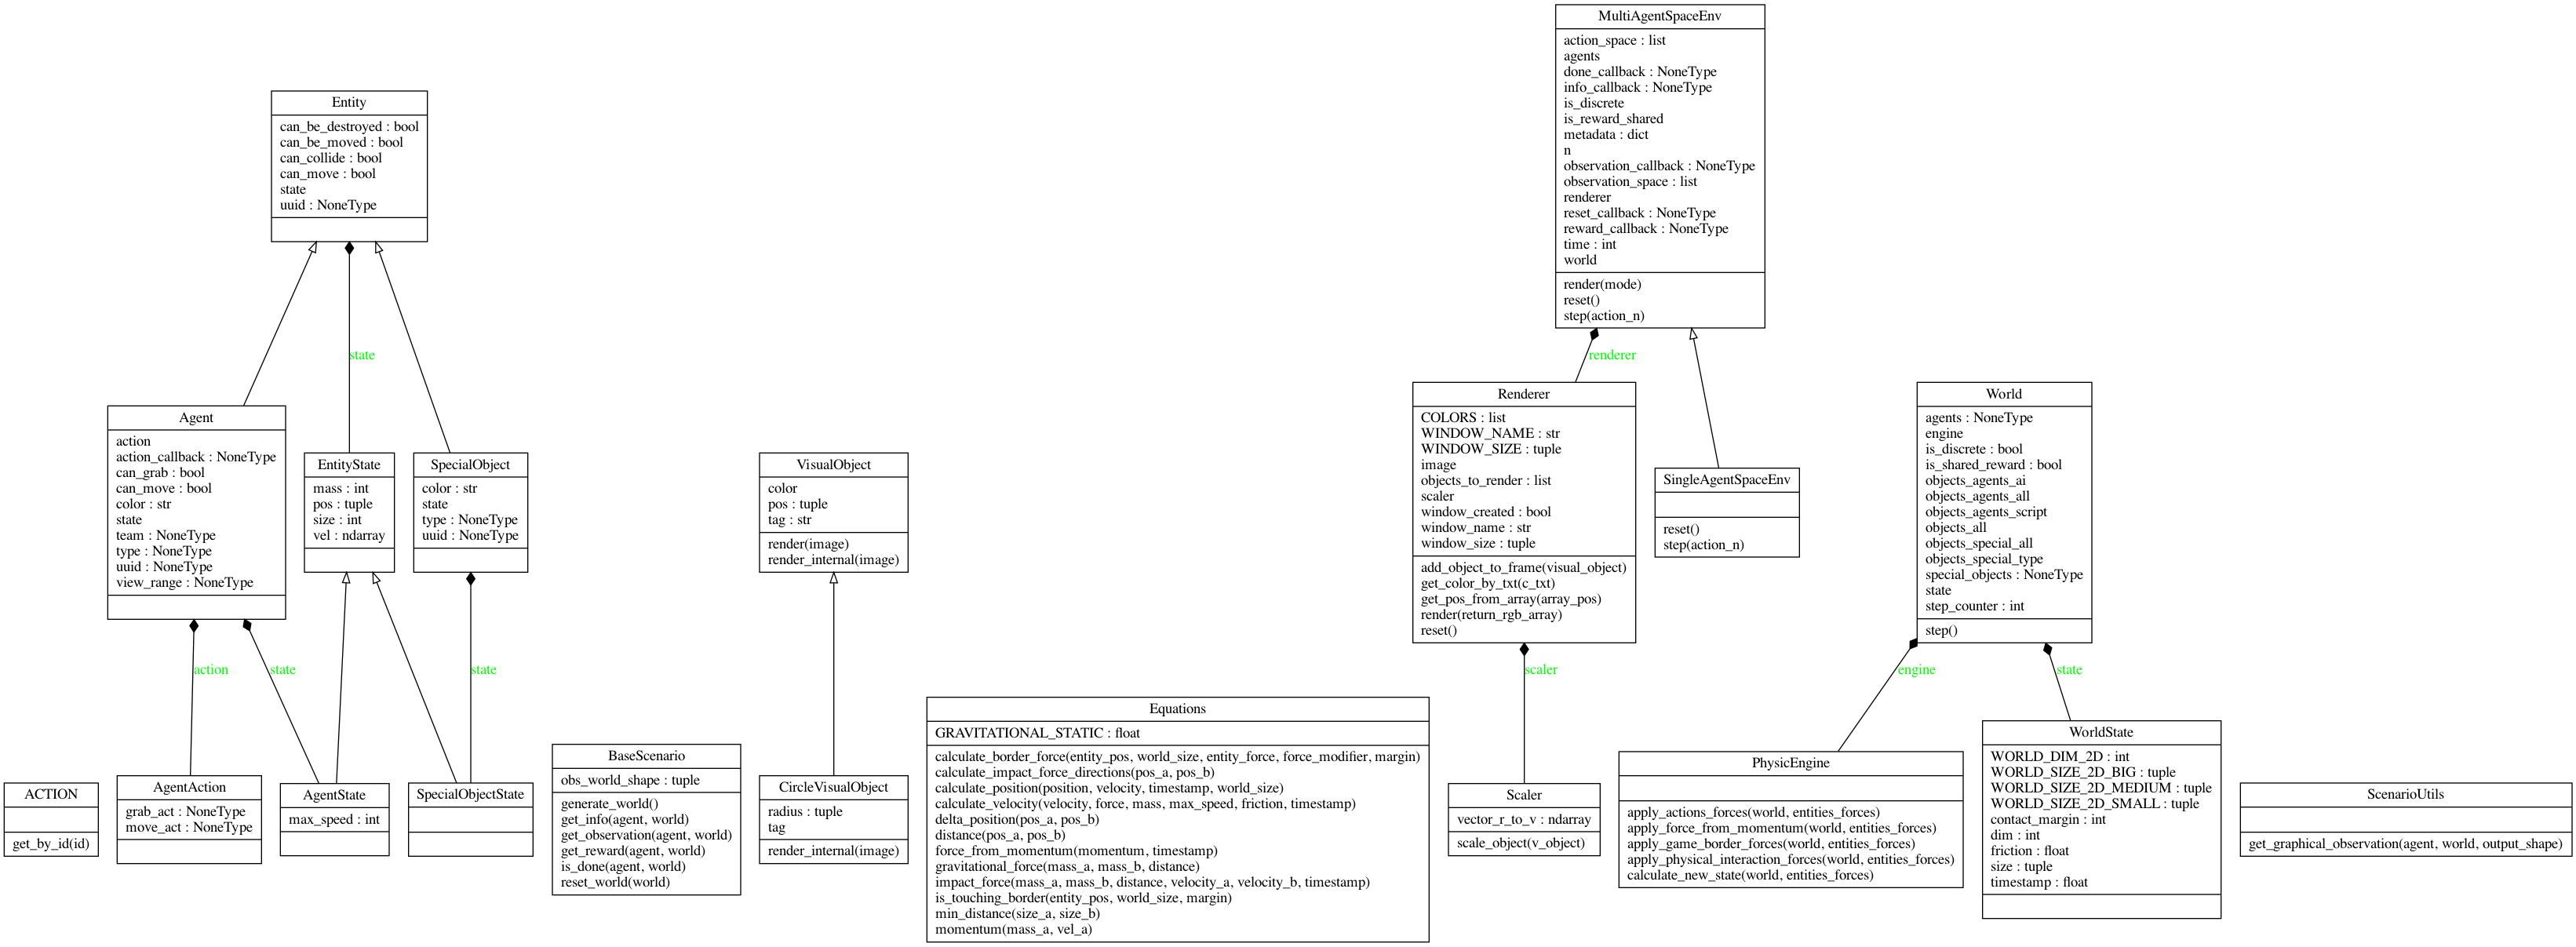 MultiAgentSpaceEnv
action_space : list
agents
done_callback : NoneType
info_callback : NoneType
is_discrete
is_reward_shared
metadata : dict
n
observation_callback : NoneType
observation_space : list
renderer
reset_callback : NoneType
reward_callback : NoneType
time : int
world
render(mode)
reset()
step(action_n)
Entity
can_be_destroyed : bool
can_be_moved : bool
can_collide : bool
can_move : bool
state
uuid : NoneType
state
renderer
Agent
action
action_callback : NoneType
can_grab : bool
can_move : bool
color : str
state
team : NoneType
type : NoneType
uuid : NoneType
view_range : NoneType
EntityState
mass : int
pos : tuple
size : int
vel : ndarray
SpecialObject
color : str
state
type : NoneType
uuid : NoneType
VisualObject
color
pos : tuple
tag : str
render(image)
render_internal(image)
Renderer
COLORS : list
WINDOW_NAME : str
WINDOW_SIZE : tuple
image
objects_to_render : list
scaler
window_created : bool
window_name : str
window_size : tuple
add_object_to_frame(visual_object)
get_color_by_txt(c_txt)
get_pos_from_array(array_pos)
render(return_rgb_array)
reset()
SingleAgentSpaceEnv
reset()
step(action_n)
World
agents : NoneType
engine
is_discrete : bool
is_shared_reward : bool
objects_agents_ai
objects_agents_all
objects_agents_script
objects_all
objects_special_all
objects_special_type
special_objects : NoneType
state
step_counter : int
step()
action
state
state
scaler
engine
state
ACTION
get_by_id(id)
AgentAction
grab_act : NoneType
move_act : NoneType
AgentState
max_speed : int
SpecialObjectState
BaseScenario
obs_world_shape : tuple
generate_world()
get_info(agent, world)
get_observation(agent, world)
get_reward(agent, world)
is_done(agent, world)
reset_world(world)
CircleVisualObject
radius : tuple
tag
render_internal(image)
Equations
GRAVITATIONAL_STATIC : float
calculate_border_force(entity_pos, world_size, entity_force, force_modifier, margin)
calculate_impact_force_directions(pos_a, pos_b)
calculate_position(position, velocity, timestamp, world_size)
calculate_velocity(velocity, force, mass, max_speed, friction, timestamp)
delta_position(pos_a, pos_b)
distance(pos_a, pos_b)
force_from_momentum(momentum, timestamp)
gravitational_force(mass_a, mass_b, distance)
impact_force(mass_a, mass_b, distance, velocity_a, velocity_b, timestamp)
is_touching_border(entity_pos, world_size, margin)
min_distance(size_a, size_b)
momentum(mass_a, vel_a)
Scaler
vector_r_to_v : ndarray
scale_object(v_object)
PhysicEngine
apply_actions_forces(world, entities_forces)
apply_force_from_momentum(world, entities_forces)
apply_game_border_forces(world, entities_forces)
apply_physical_interaction_forces(world, entities_forces)
calculate_new_state(world, entities_forces)
WorldState
WORLD_DIM_2D : int
WORLD_SIZE_2D_BIG : tuple
WORLD_SIZE_2D_MEDIUM : tuple
WORLD_SIZE_2D_SMALL : tuple
contact_margin : int
dim : int
friction : float
size : tuple
timestamp : float
ScenarioUtils
get_graphical_observation(agent, world, output_shape)